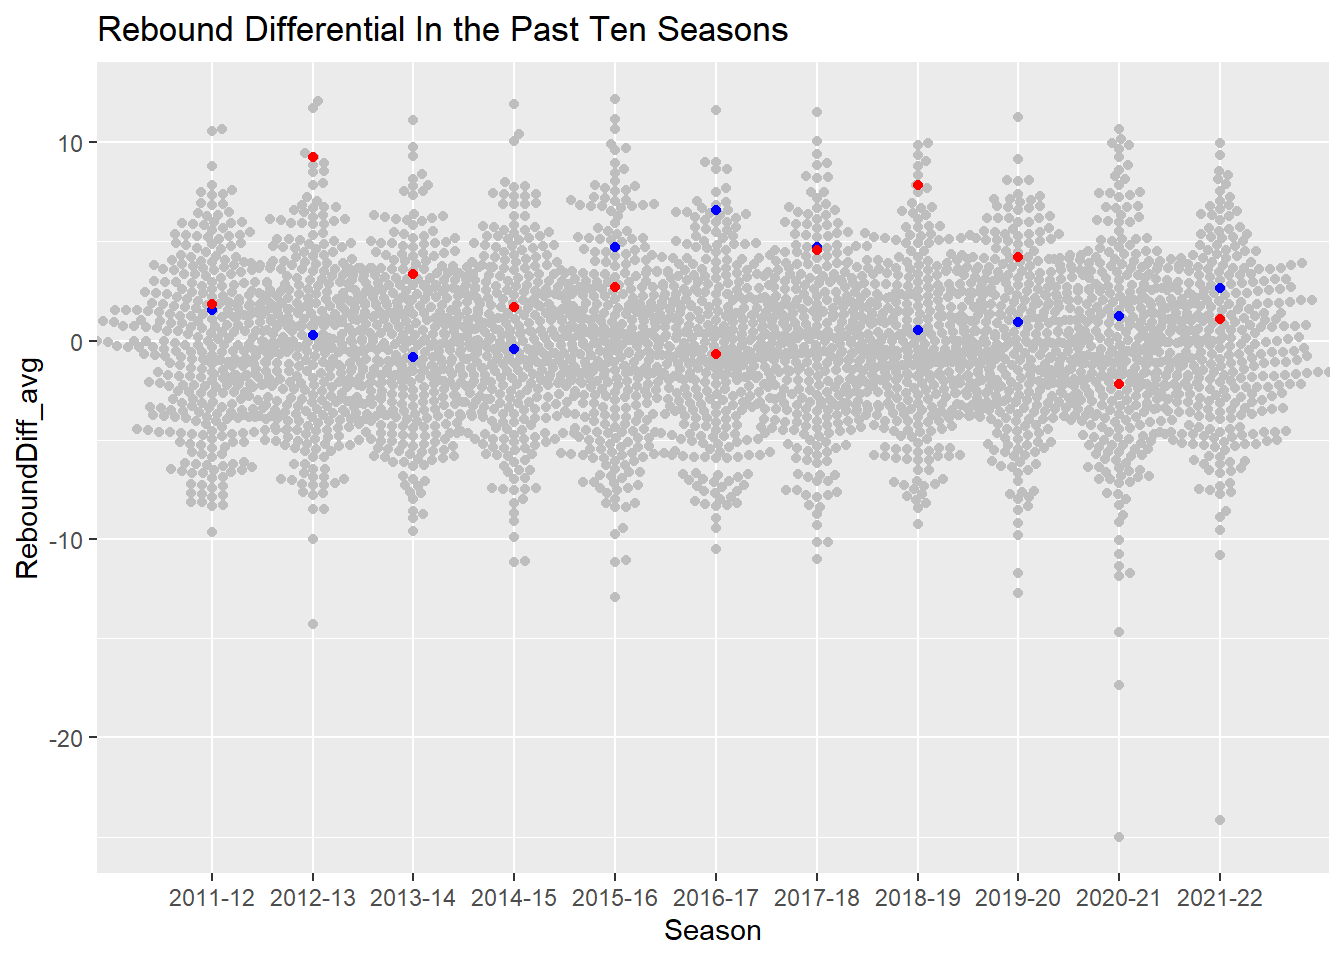 Rebound Differential In the Past Ten Seasons
10
0
-10
-20
ReboundDiff_avg
2011-12 2012-13 2013-14 2014-15 2015-16 2016-17 2017-18 2018-19 2019-20 2020-21 2021-22
Season